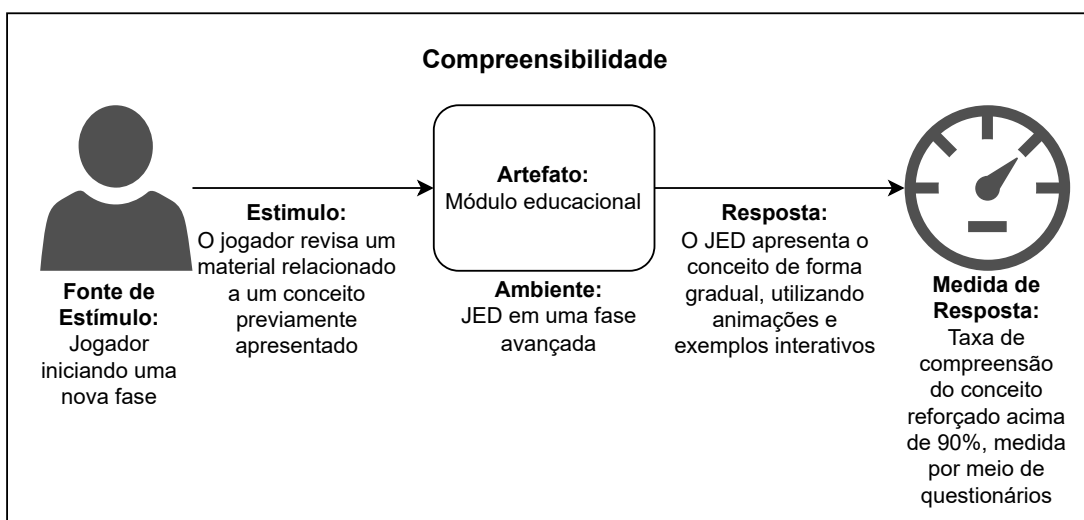 Compreensibilidade
Fonte de
Estímulo:
Jogador
iniciando uma
nova fase
Estimulo:
O jogador revisa um
material relacionado
a um conceito
previamente
apresentado
Artefato:
Módulo educacional
Ambiente:
JED em uma fase
avançada
Resposta:
O JED apresenta o
conceito de forma
gradual, utilizando
animações e
exemplos interativos
Medida de
Resposta:
Taxa de
compreensão
do conceito
reforçado acima
de 90%, medida
por meio de
questionários